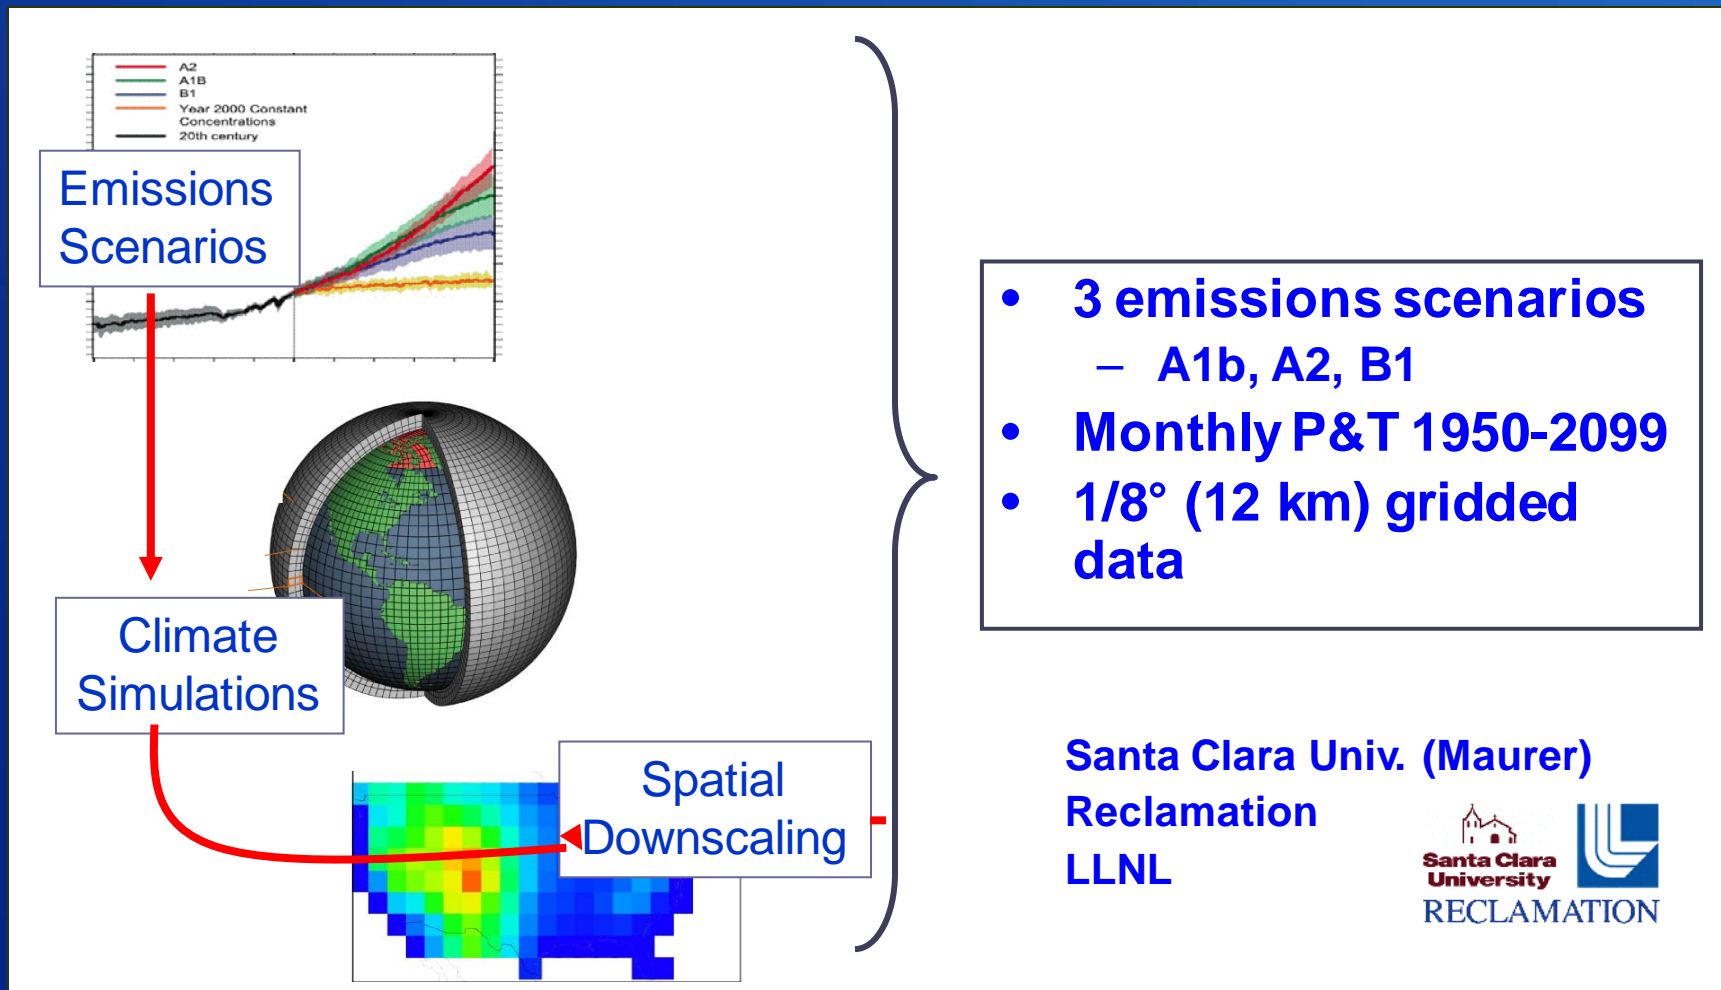 A2
A1B
B1
Year 2000 Constant
Concentrations
20th century
Emissions
Scenarios
Climate
Simulations
Spatial
Downscaling
• 3 emissions scenarios
– A1b, A2, B1
• Monthly P&T 1950-2099
• 1/8° (12 km) gridded
data
Santa Clara Univ. (Maurer)
Reclamation
LLNL
Santa Clara
University
RECLAMATION